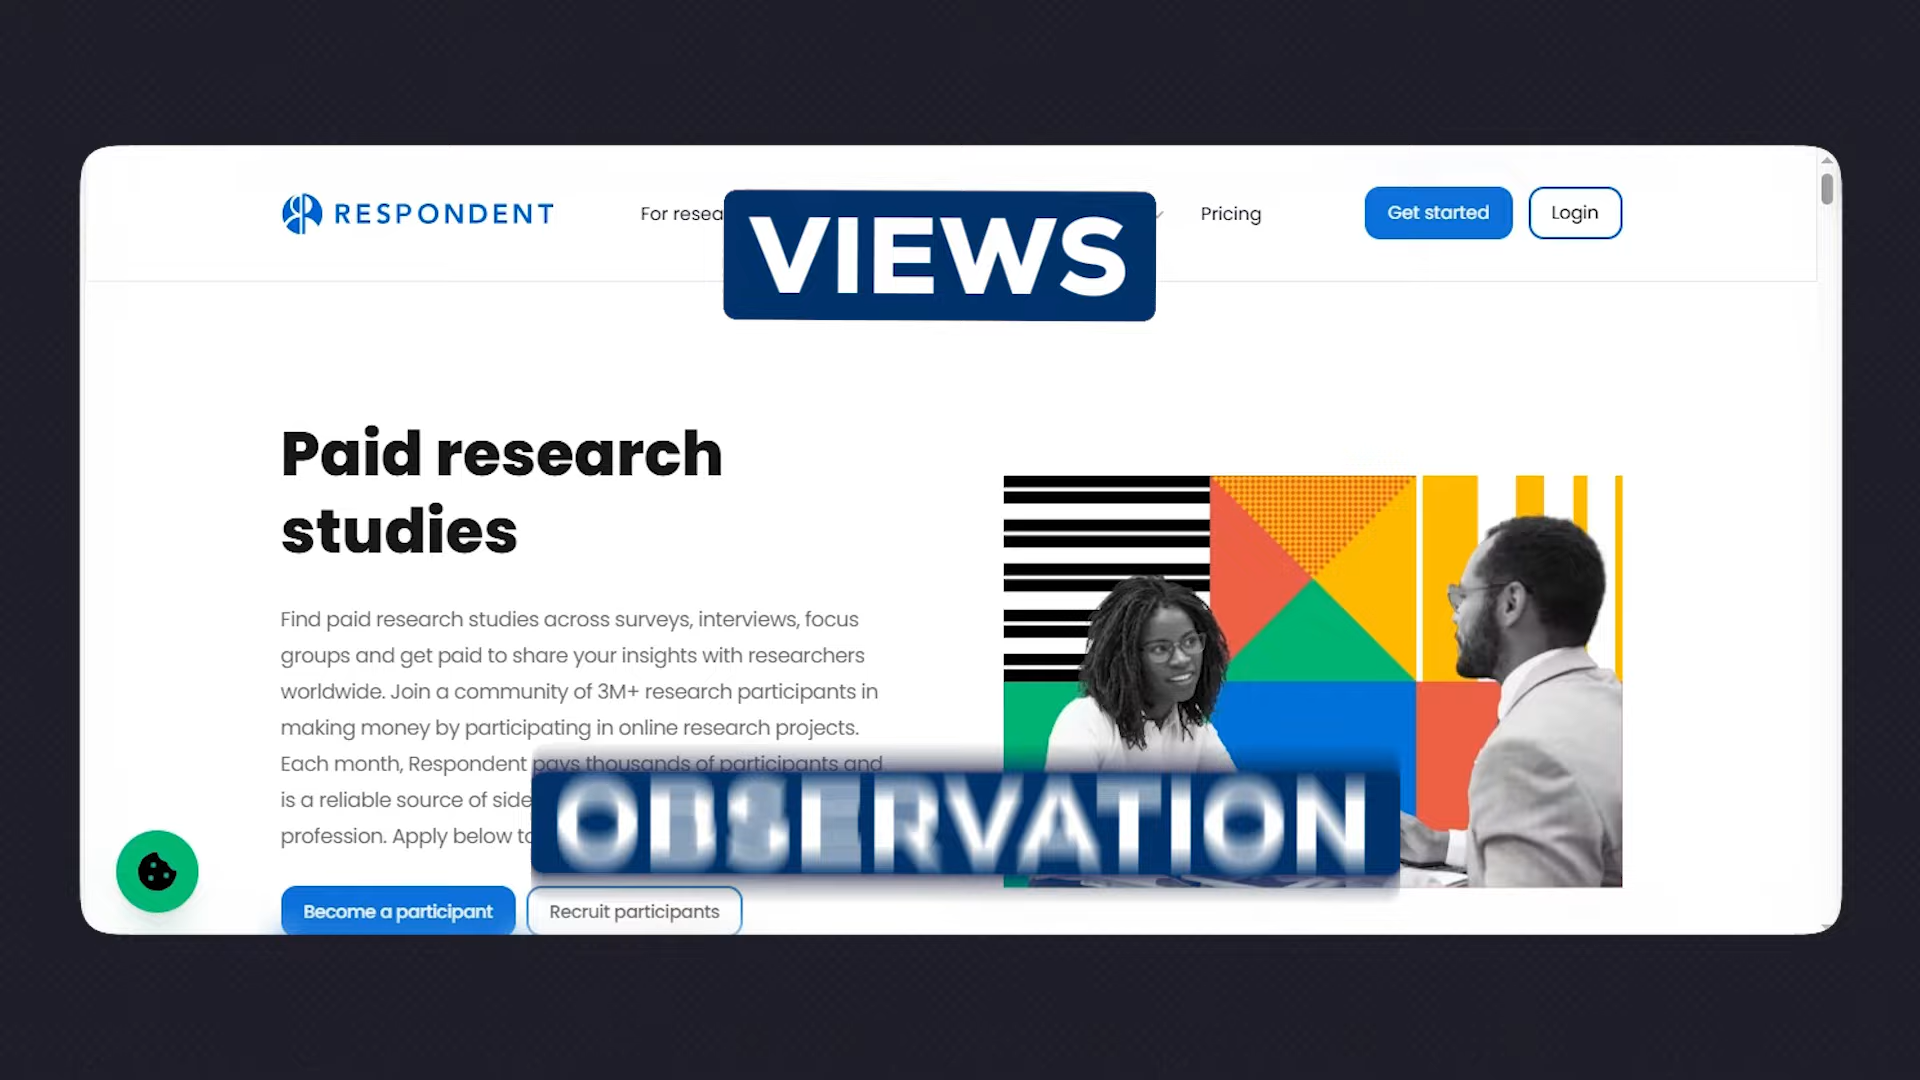 RESPONDENT
For resea
VIEWS
Pricing
Get started
Login
Paid research
studies
Find paid research studies across surveys, interviews, focus
groups and get paid to share your insights with researchers
worldwide. Join a community of 3M+ research participants in
making money by participating in online research projects.
Each month, Respondent pays thousands of participants and
is a reliable source of side
profession. Apply below to
OBSERVATION
Become a participant
Recruit participants